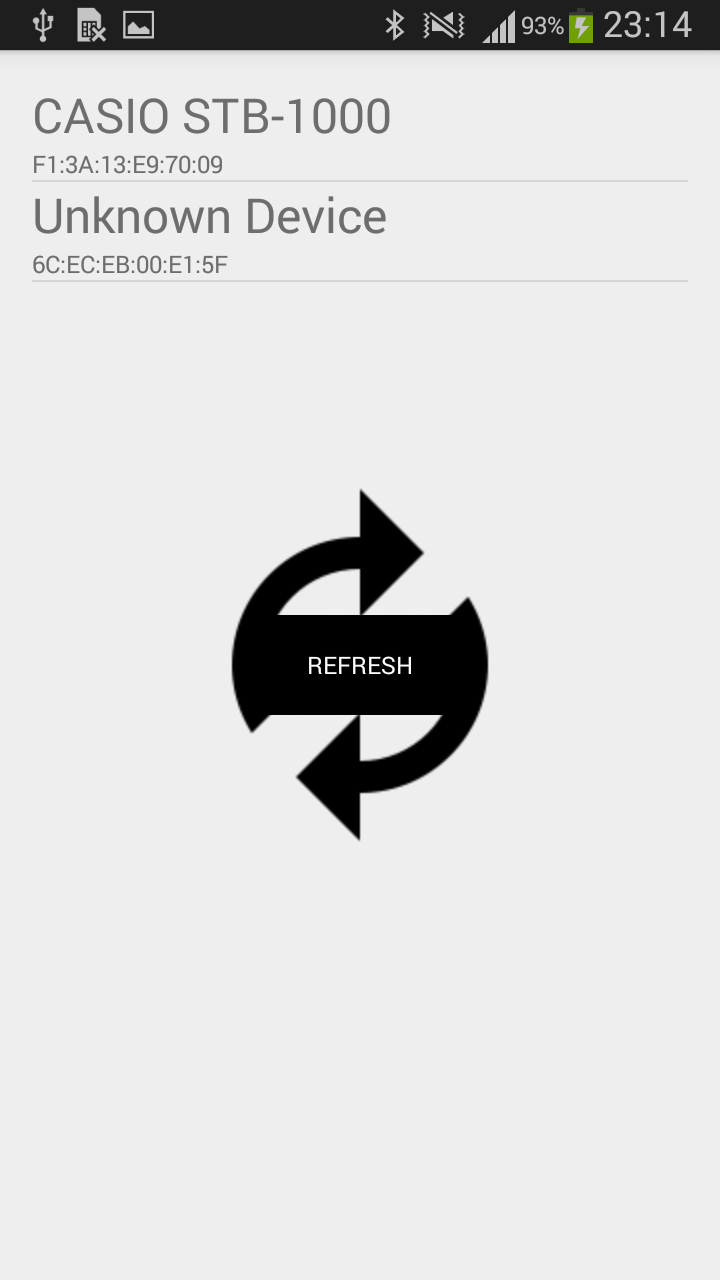 93% 23:14
CASIO STB-1000
F1:3A:13:E9:70:09
Unknown Device
6C:EC:EB:00:E1:5F
REFRESH